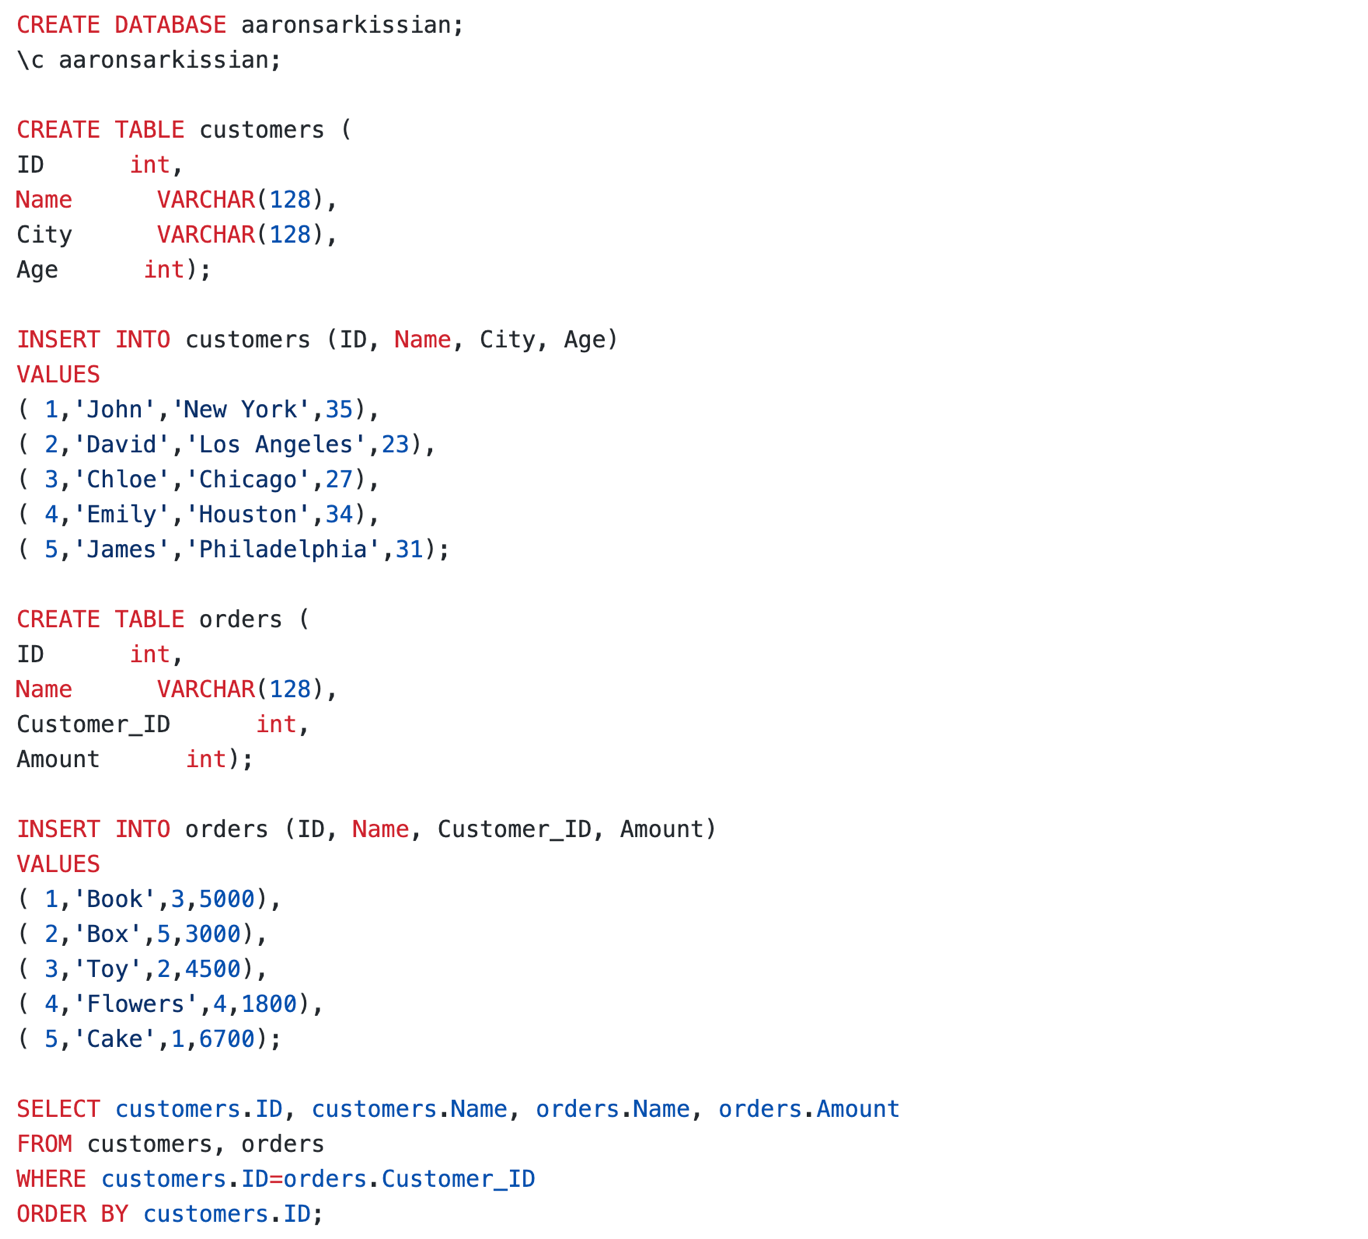 CREATE DATABASE aaronsarkissian;
\c aaronsarkissian;

CREATE TABLE customers (
ID      int,
Name      VARCHAR(128),
City      VARCHAR(128),
Age      int);

INSERT INTO customers (ID, Name, City, Age)
VALUES
( 1,'John','New York',35),
( 2,'David','Los Angeles',23),
( 3,'Chloe','Chicago',27),
( 4,'Emily','Houston',34),
( 5,'James','Philadelphia',31);

CREATE TABLE orders (
ID      int,
Name      VARCHAR(128),
Customer_ID      int,
Amount      int);

INSERT INTO orders (ID, Name, Customer_ID, Amount)
VALUES
( 1,'Book',3,5000),
( 2,'Box',5,3000),
( 3,'Toy',2,4500),
( 4,'Flowers',4,1800),
( 5,'Cake',1,6700);

SELECT customers.ID, customers.Name, orders.Name, orders.Amount
FROM customers, orders
WHERE customers.ID=orders.Customer_ID
ORDER BY customers.ID;